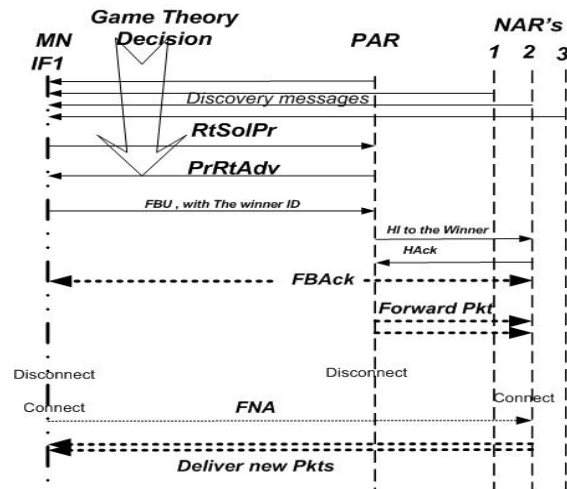 Game Theory
Decision
MN
IF1
PAR
NAR's
1 2 3
Discovery messages
RtSolPr
PrRtAdv
FBU , with The winner ID
HI to the Winner
HAck
FBAck
Forward Pkt
Disconnect
Disconnect
Connect
Connect
FNA
Deliver new Pkts